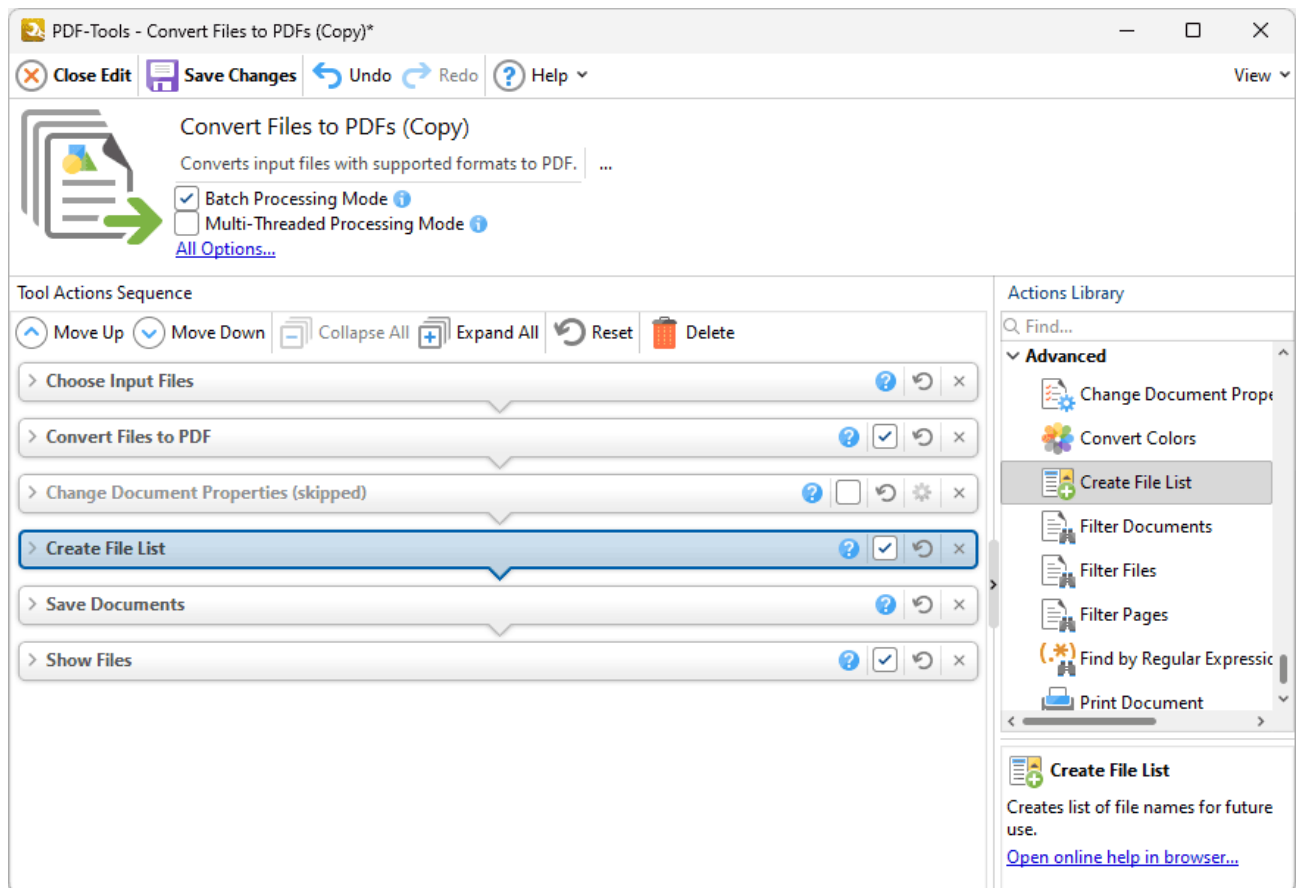 PDF-Tools - Convert Files to PDFs (Copy)*
Close Edit Save Changes Undo Redo Help View
Convert Files to PDFs (Copy)
Converts input files with supported formats to PDF. ...
Batch Processing Mode
Multi-Threaded Processing Mode
All Options...
Tool Actions Sequence
Move Up Move Down Collapse All Expand All Reset Delete
Choose Input Files
Convert Files to PDF
Change Document Properties (skipped)
Create File List
Save Documents
Show Files
Actions Library
Find...
Advanced
Change Document Prope
Convert Colors
Create File List
Filter Documents
Filter Files
Filter Pages
Find by Regular Expressic
Print Document
Create File List
Creates list of file names for future
use.
Open online help in browser...